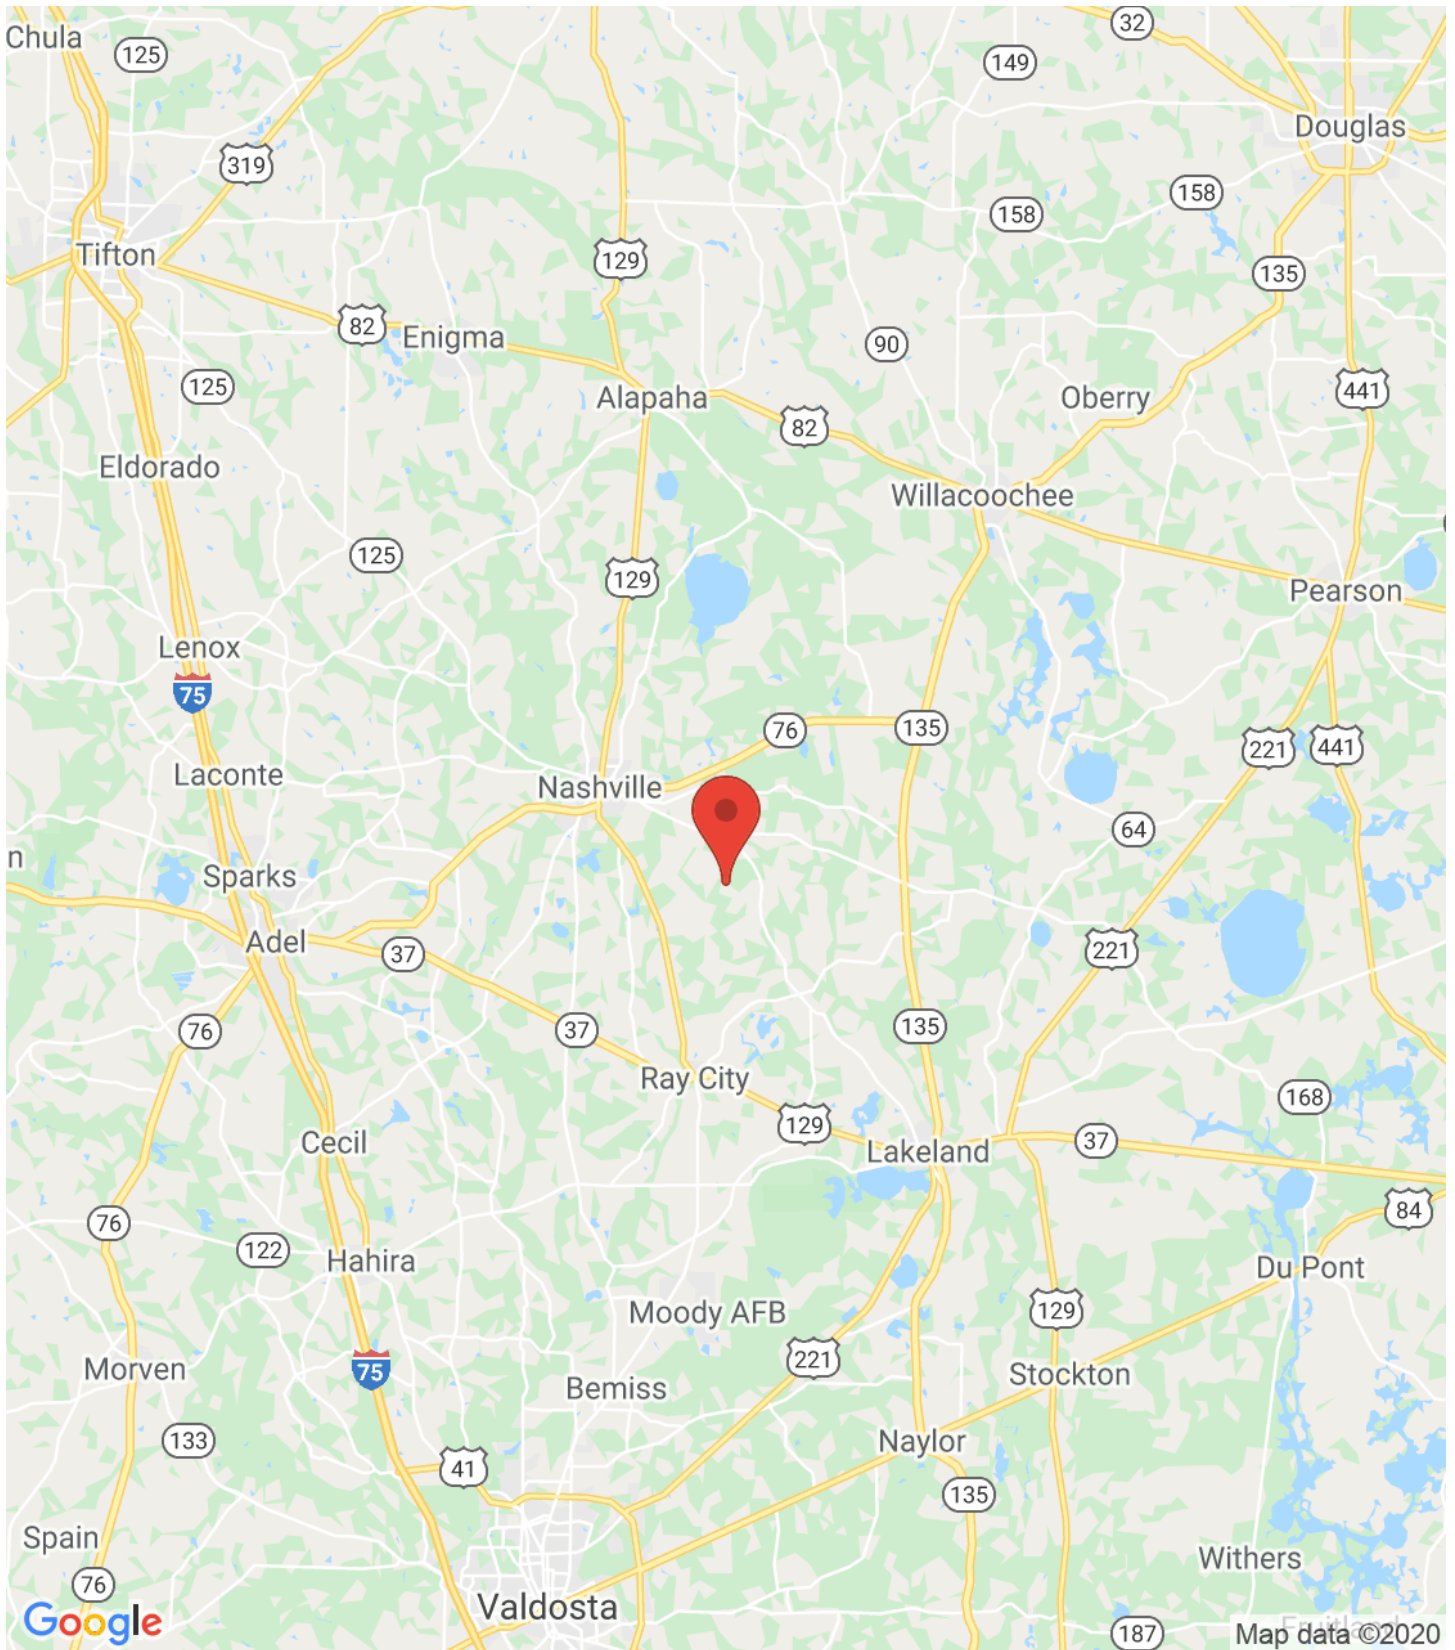 32
Chula
125
149
Douglas
319
158
158
Tifton
129
135
82
Enigma
90
125
441
Alapaha
Oberry
82
Eldorado
Willacoochee
125
129
Pearson
Lenox
75
76
135
221
441
Laconte
Nashville
64
n
Sparks
Adel
37
221
76
37
135
Ray City
168
129
Cecil
Lakeland
37
84
76
122
Hahira
Du Pont
Moody AFB
129
221
Morven
75
Stockton
Bemiss
133
Naylor
41
135
Spain
Withers
76
Valdosta
Google
187
Fruitland
Map data ©2020